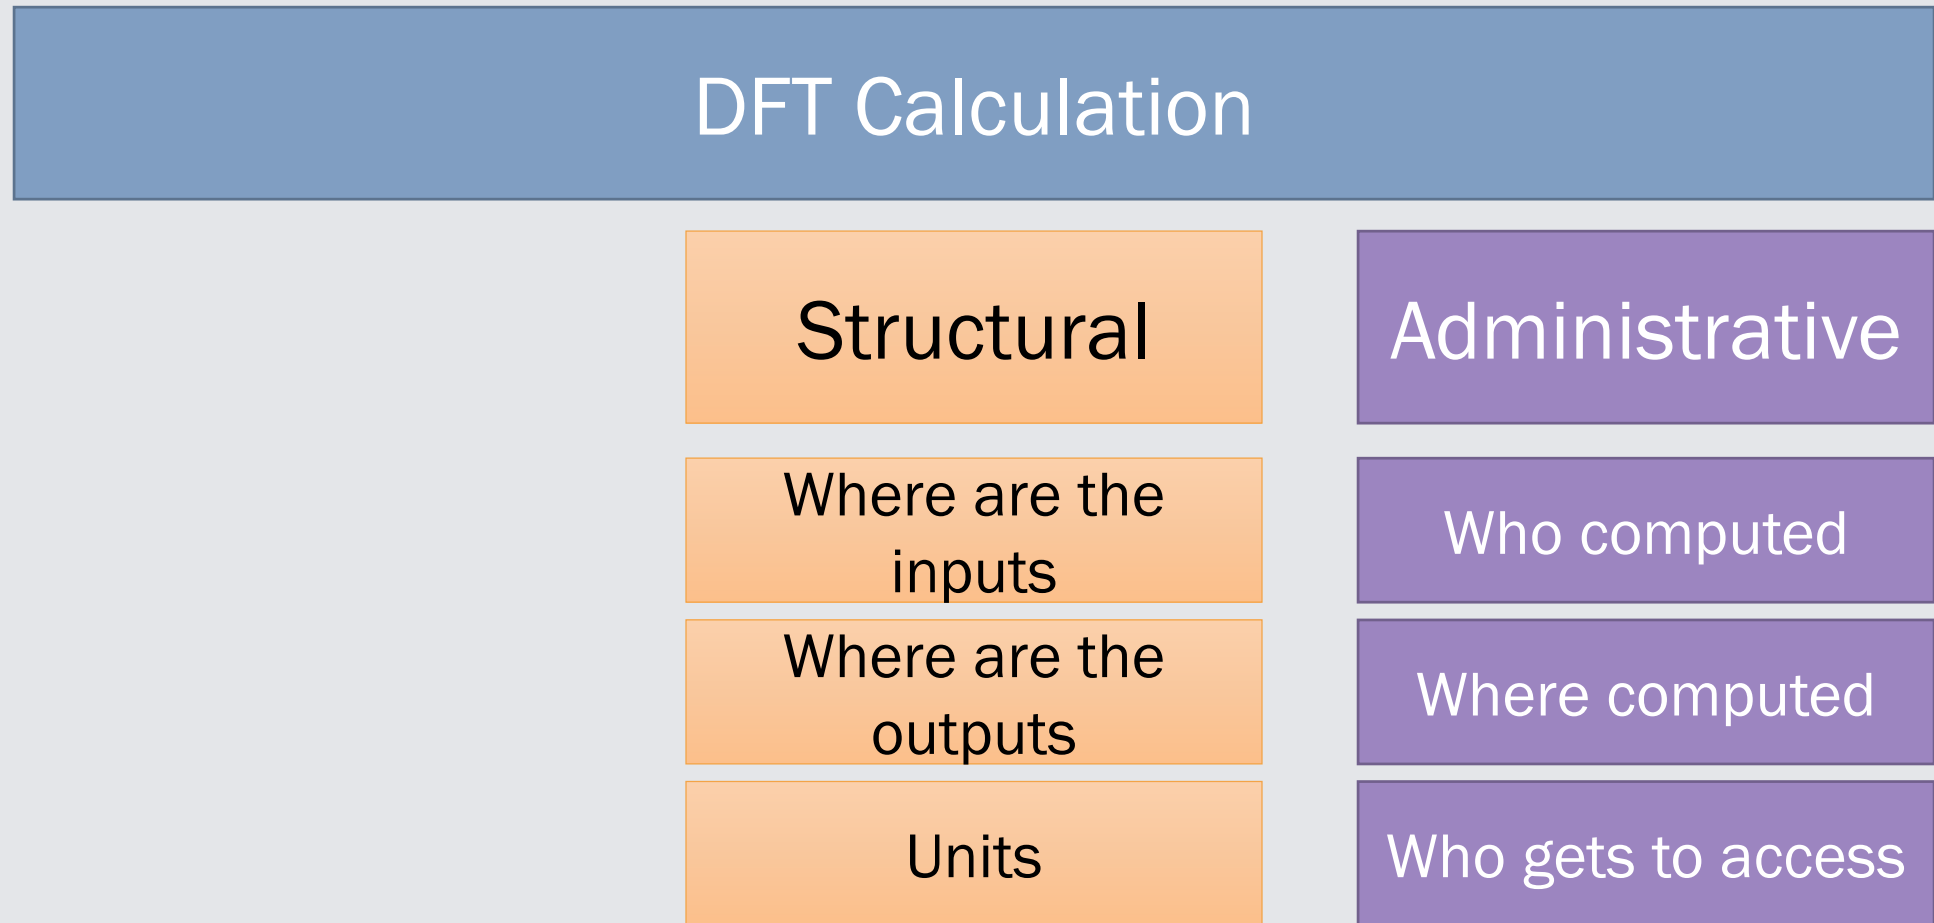 DFT Calculation
Structural
Where are the
inputs
Where are the
outputs
Units
Administrative
Who computed
Where computed
Who gets to access